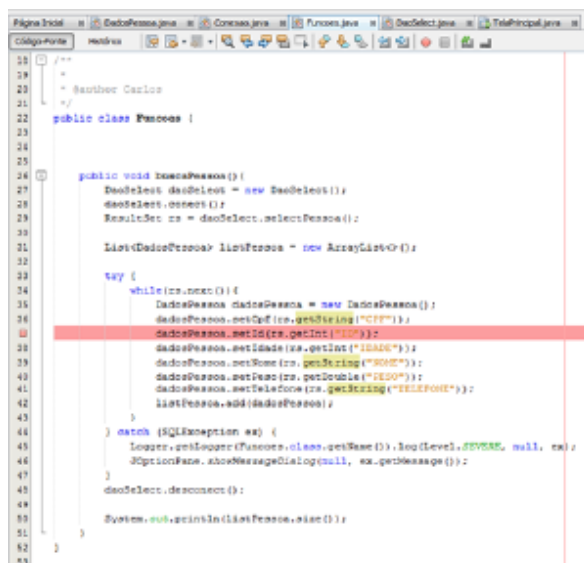 Página Inicial DadosPessoa.java Conexao.java Funcoes.java DaoSelect.java TelaPrincipal.java
Código-Fonte Histórico
18 /**
19 *
20 * @author Carlos
21 */
22 public class Funcoes {
23
24
25
26 public void buscaPessoa(){
27 DaoSelect daoSelect = new DaoSelect();
28 daoSelect.conect();
29 ResultSet rs = daoSelect.selectPessoa();
30
31 List<DadosPessoa> listPessoa = new ArrayList<>();
32
33 try {
34 while(rs.next()){
35 DadosPessoa dadosPessoa = new DadosPessoa();
36 dadosPessoa.setCpf(rs.getString("CPF"));
dadosPessoa.setId(rs.getInt("ID"));
38 dadosPessoa.setIdade(rs.getInt("IDADE"));
39 dadosPessoa.setNome(rs.getString("NOME"));
40 dadosPessoa.setPeso(rs.getDouble("PESO"));
41 dadosPessoa.setTelefone(rs.getString("TELEFONE"));
42 listPessoa.add(dadosPessoa);
43 }
44 } catch (SQLException ex) {
45 Logger.getLogger(Funcoes.class.getName()).log(Level.SEVERE, null, ex);
46 JOptionPane.showMessageDialog(null, ex.getMessage());
47 }
48 daoSelect.desconect();
49
50 System.out.println(listPessoa.size());
51 }
52 }
53